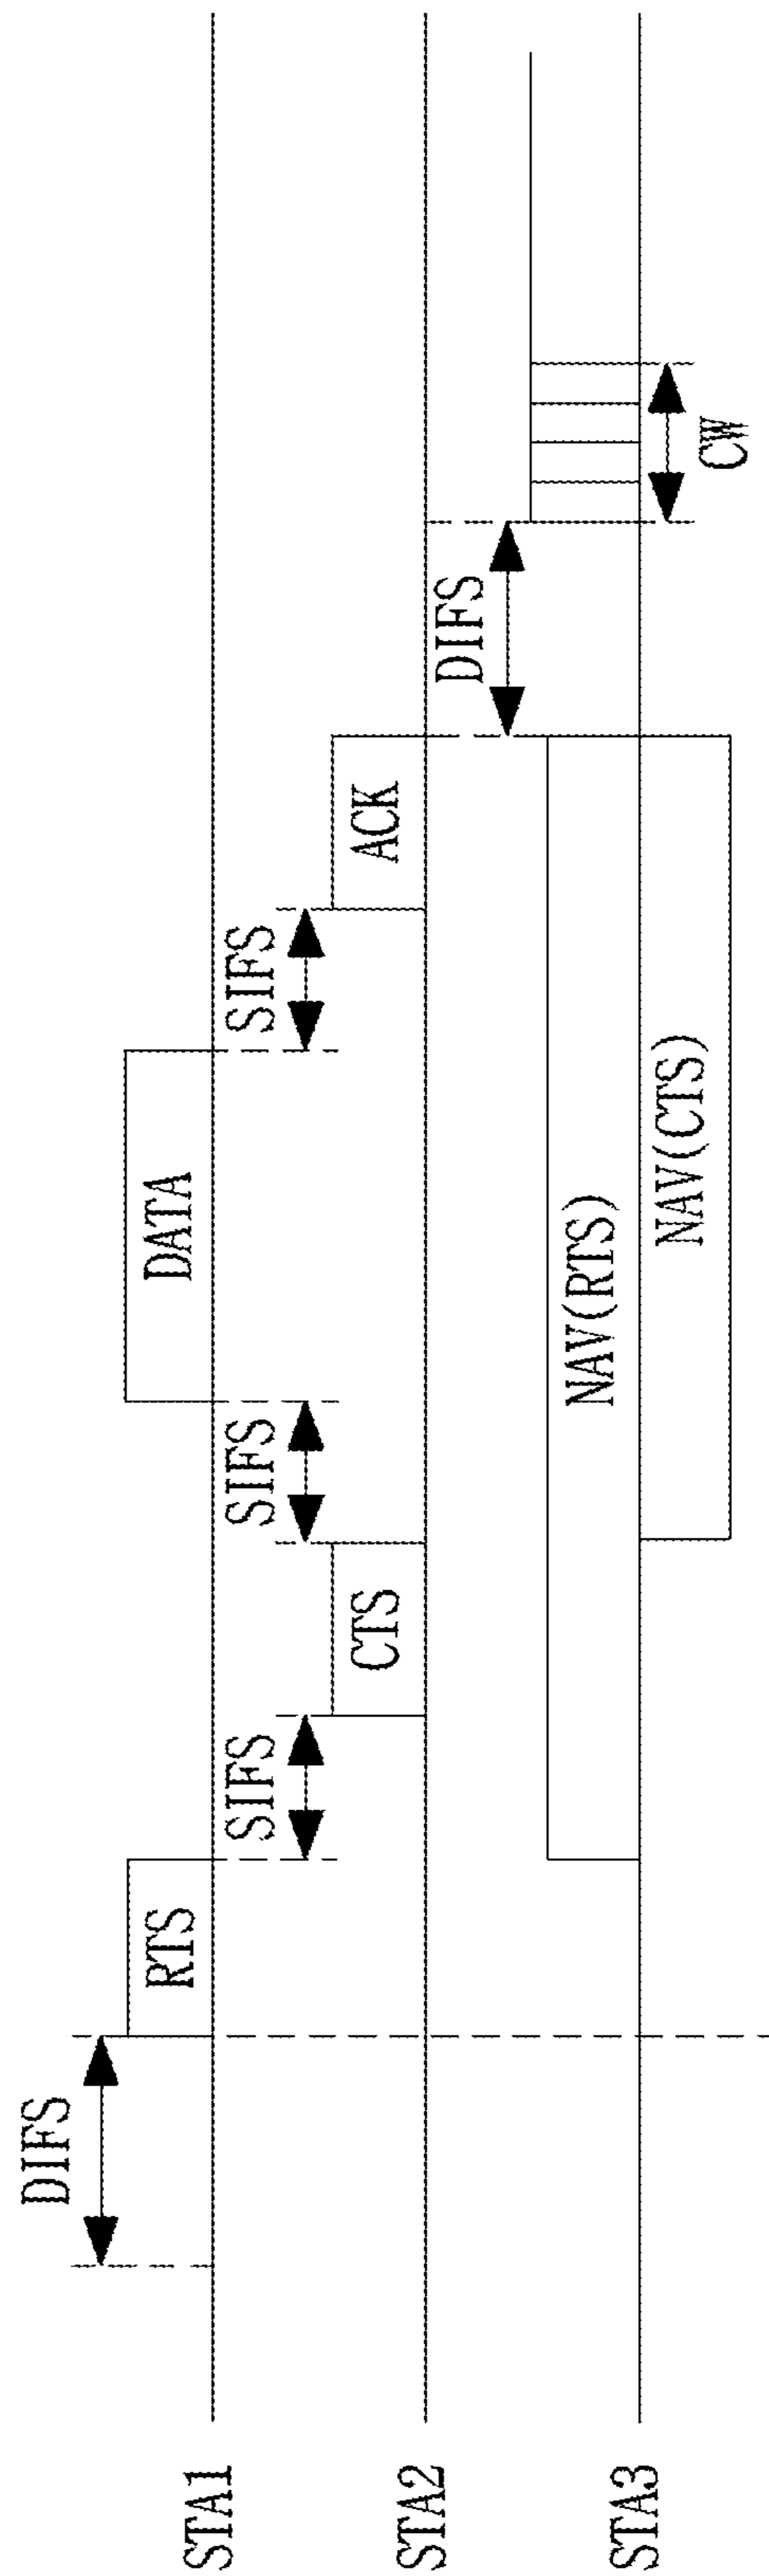 DIFS
RTS
DATA
STA1
SIFS
SIFS
SIFS
CTS
ACK
STA2
DIFS
NAV(RTS)
STA3
NAV(CTS)
CW